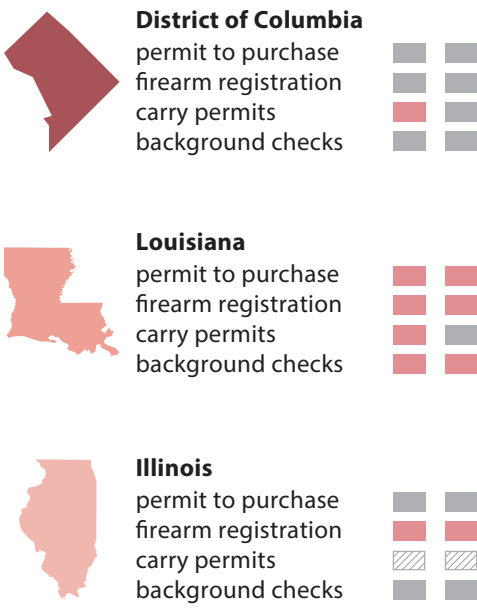 District of Columbia
permit to purchase
firearm registration
carry permits
background checks
Louisiana
permit to purchase
firearm registration
carry permits
background checks
Illinois
permit to purchase
firearm registration
carry permits
background checks